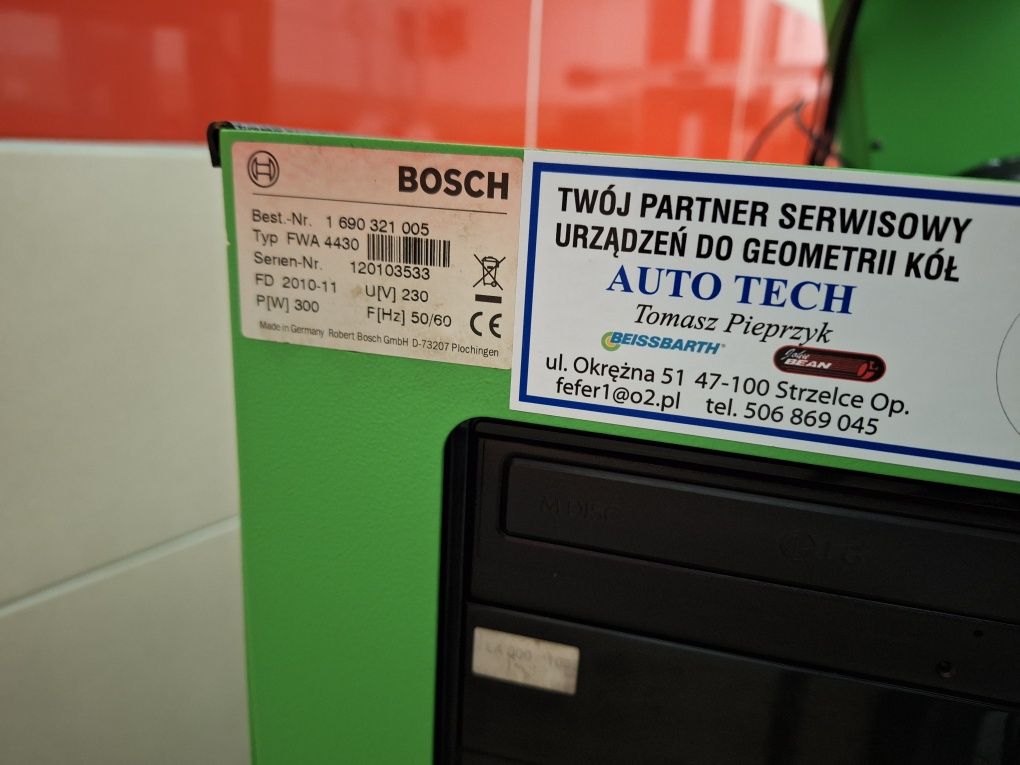 BOSCH
Best.-Nr. 1 690 321 005
Typ FWA 4430
Serien-Nr. 120103533
FD 2010-11 U[V] 230
P[W] 300 F[Hz] 50/60
CE
Made in Germany Robert Bosch GmbH D-73207 Plochingen
TWÓJ PARTNER SERWISOWY
URZĄDZEŃ DO GEOMETRII KÓŁ
AUTO TECH
Tomasz Pieprzyk
BEISSBARTH John BEAN
ul. Okrężna 51 47-100 Strzelce Op.
fefer1@o2.pl tel. 506 869 045
M DISC
LG